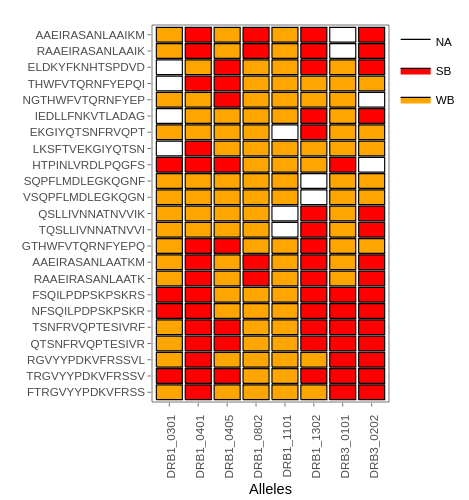 AAEIRASANLAAIKM
RAAEIRASANLAAIK
ELDKYFKNHTSPDVD
THWFVTQRNFYEPQI
NGTHWFVTQRNFYEP
IEDLLFNKVTLADAG
EKGIYQTSNFRVQPT
LKSFTVEKGIYQTSN
HTPINLVRDLPQGFS
SQPFLMDLEGKQGNF
VSQPFLMDLEGKQGN
QSLLIVNNATNVVIK
TQSLLIVNNATNVVI
GTHWFVTQRNFYEPQ
AAEIRASANLAATKM
RAAEIRASANLAATK
FSQILPDPSKPSKRS
NFSQILPDPSKPSKR
TSNFRVQPTESIVRF
QTSNFRVQPTESIVR
RGVYYPDKVFRSSVL
TRGVYYPDKVFRSSV
FTRGVYYPDKVFRSS
DRB1_0301
DRB1_0401
DRB1_0405
DRB1_0802
DRB1_1101
DRB1_1302
DRB3_0101
DRB3_0202
Alleles
NA
SB
WB